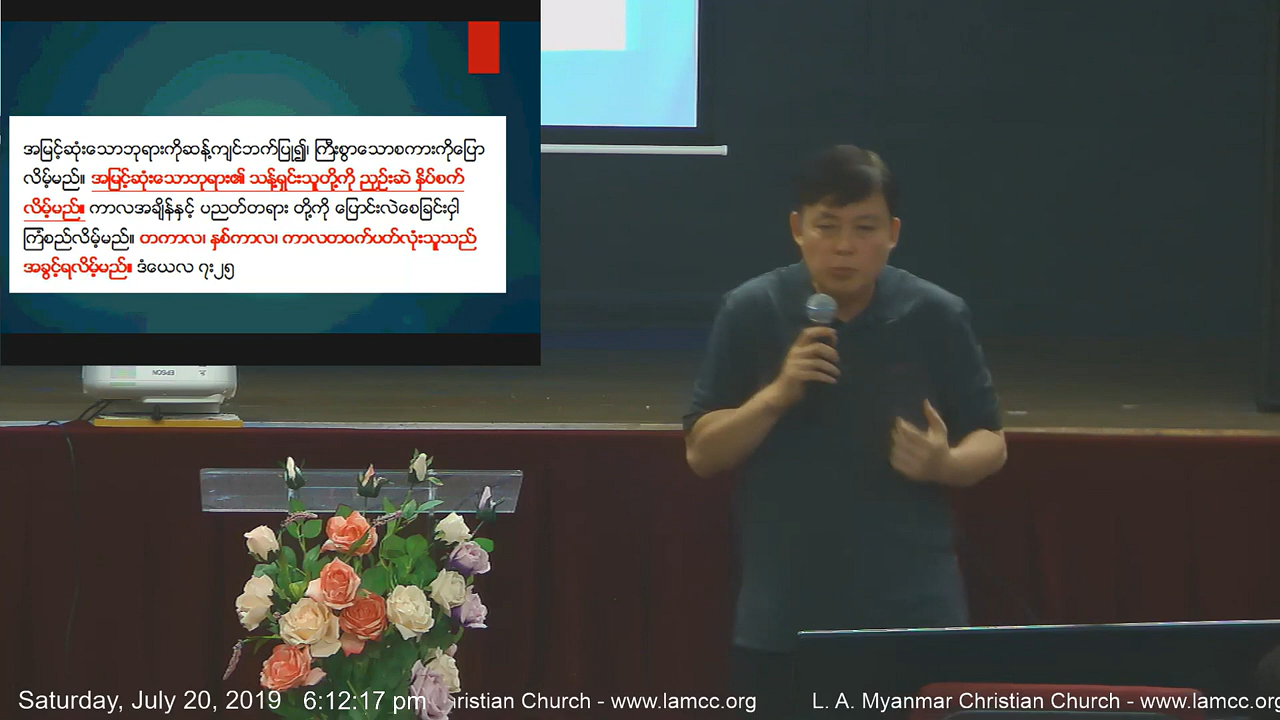 အမြင့်ဆုံးသောဘုရားကိုဆန့်ကျင်ဘက်ပြု၍၊ ကြီးစွာသောစကားကိုပြော
လိမ့်မည်။ အမြင့်ဆုံးသောဘုရား၏ သန့်ရှင်းသူတို့ကို ညှဉ်းဆဲ နှိပ်စက်
လိမ့်မည်။ ကာလအချိန်နှင့် ပညတ်တရား တို့ကို ပြောင်းလဲစေခြင်းငှါ
ကြံစည်လိမ့်မည်။ တကာလ၊ နှစ်ကာလ၊ ကာလတဝက်ပတ်လုံးသူသည်
အခွင့်ရလိမ့်မည်။ ဒံယေလ ၇း၂၅
EPSON
Saturday, July 20, 2019 6:12:17 pm hristian Church - www.lamcc.org L. A. Myanmar Christian Church - www.lamcc.org